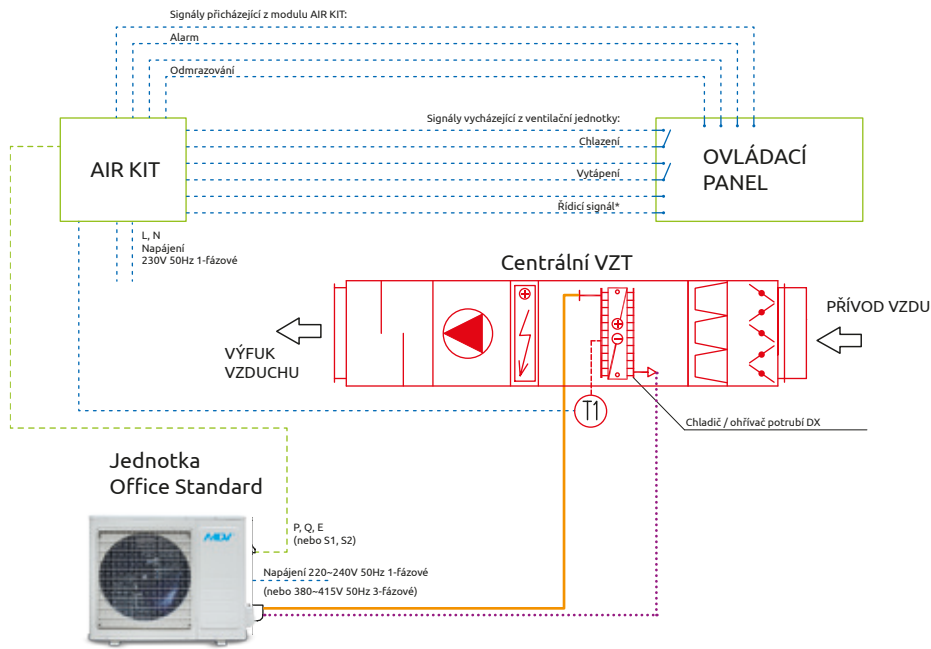 Signály přicházející z modulu AIR KIT:
Alarm
Odmrazování
Signály vycházející z ventilační jednotky:
Chlazení
Vytápení
Řídicí signál*
AIR KIT
OVLÁDACÍ
PANEL
L, N
Napájení
230V 50Hz 1-fázové
Centrální VZT
PŘÍVOD VZDU
VÝFUK
VZDUCHU
T1
Chladič / ohřívač potrubí DX
Jednotka
Office Standard
MDV
P, Q, E
(nebo S1, S2)
Napájení 220~240V 50Hz 1-fázové
(nebo 380~415V 50Hz 3-fázové)